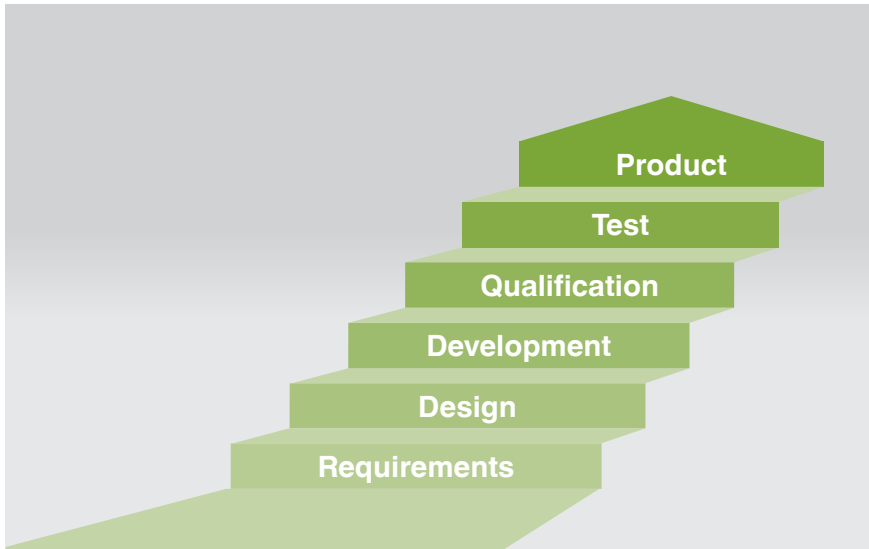 Product
Test
Qualification
Development
Design
Requirements